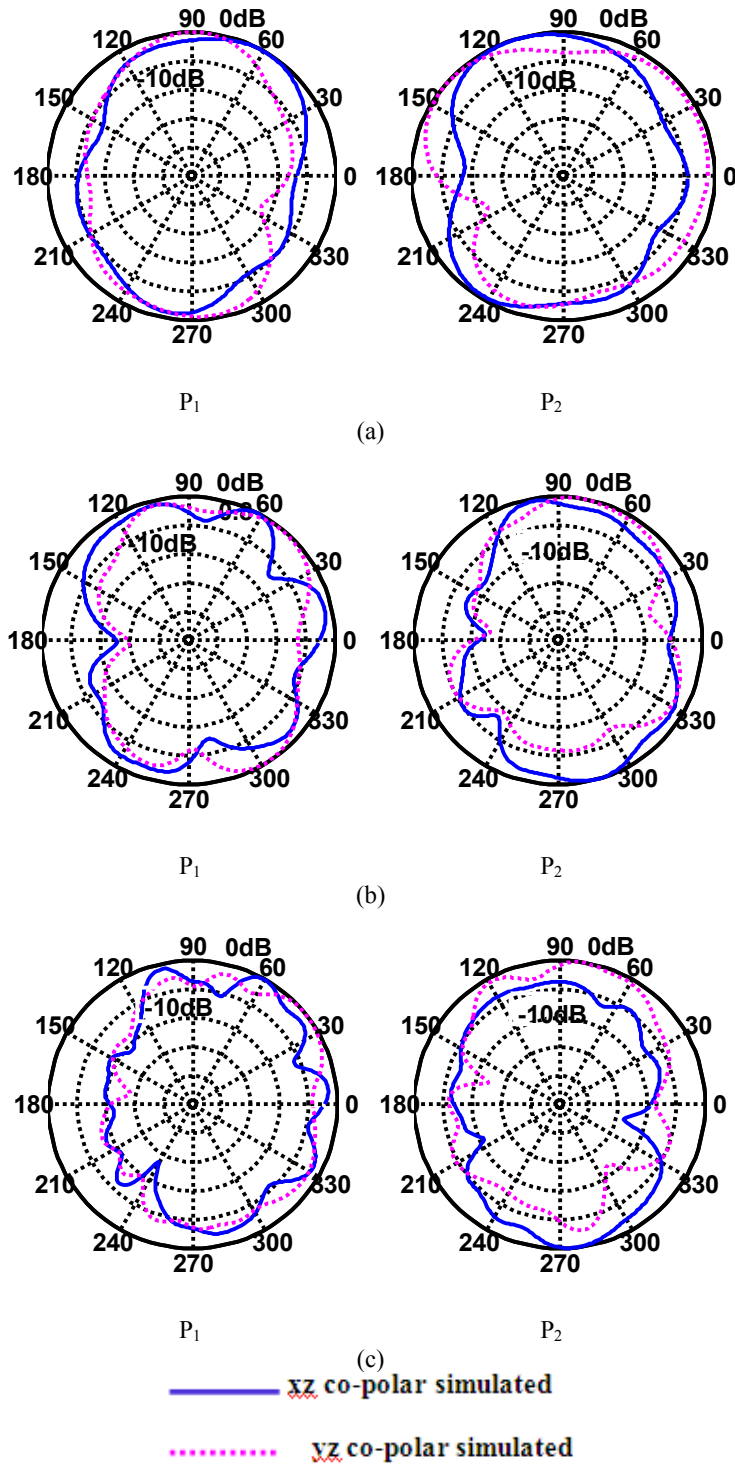 90 0dB 90 0dB
120 60 120 60
10dB 10dB
150 30 150 30
180 0 180 0
210 330 210 330
240 300 240 300
270 270
P1 P2
(a)
90 0dB 90 0dB
120 60 120 60
-10dB -10dB
150 30 150 30
180 0 180 0
210 330 210 330
240 300 240 300
270 270
P1 P2
(b)
90 0dB 90 0dB
120 60 120 60
10dB -10dB
150 30 150 30
180 0 180 0
210 330 210 330
240 300 240 300
270 270
P1 P2
(c)
xz co-polar simulated
yz co-polar simulated